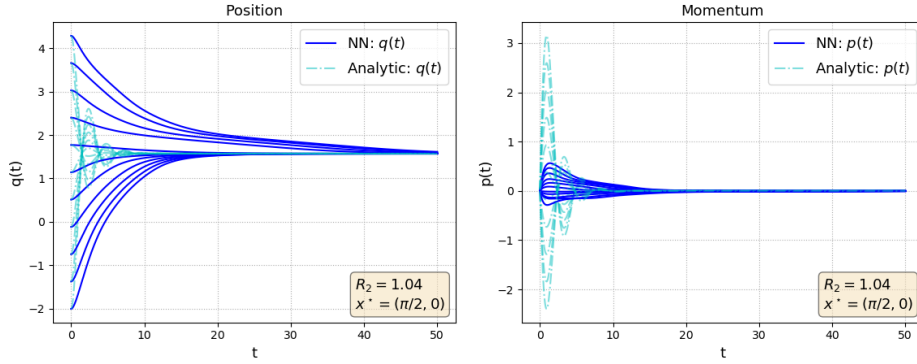 Position
NN: q(t)
Analytic: q(t)
q(t)
4
3
2
1
0
−1
−2
R₂ = 1.04
x* = (π/2, 0)
0
10
20
30
40
50
t
Momentum
NN: p(t)
Analytic: p(t)
p(t)
3
2
1
0
−1
−2
R₂ = 1.04
x* = (π/2, 0)
0
10
20
30
40
50
t